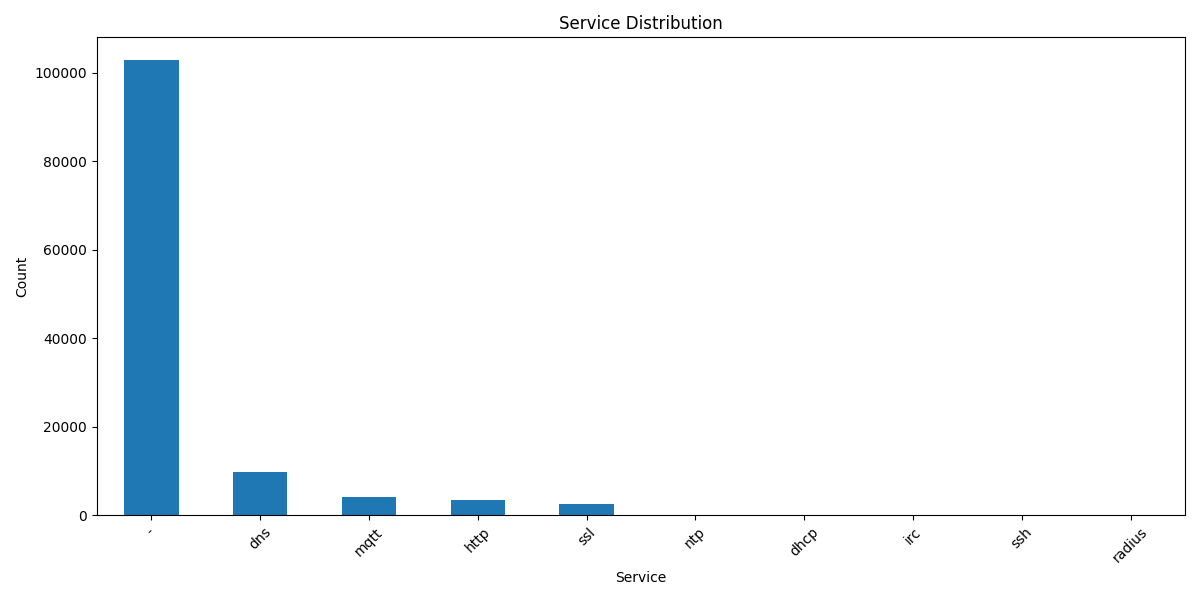 Service Distribution
Count
100000
80000
60000
40000
20000
0
-
dns
mqtt
http
ssl
ntp
dhcp
irc
ssh
radius
Service